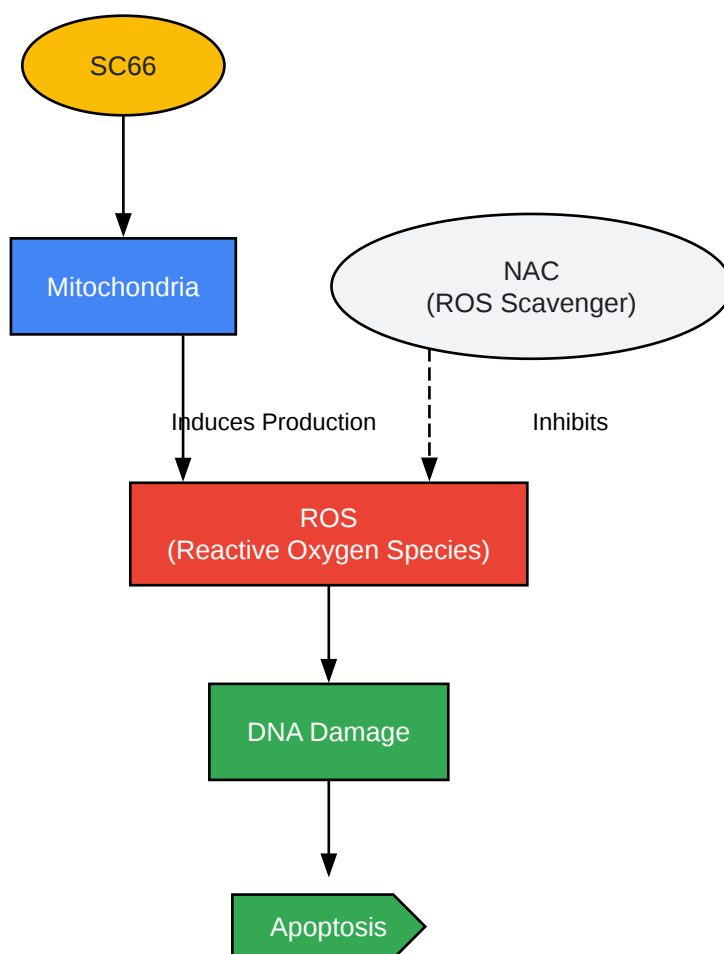 SC66
Mitochondria
NAC
(ROS Scavenger)
Induces Production
Inhibits
ROS
(Reactive Oxygen Species)
DNA Damage
Apoptosis